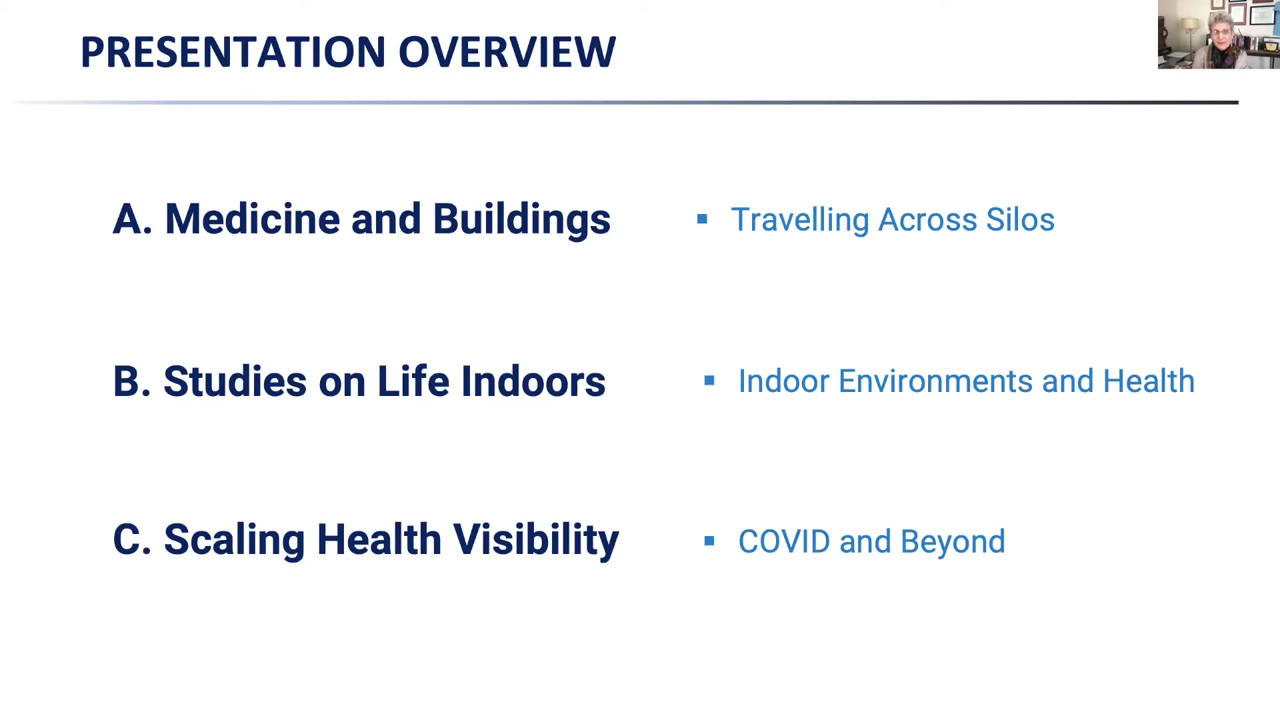 PRESENTATION OVERVIEW
A. Medicine and Buildings
▪ Travelling Across Silos
B. Studies on Life Indoors
▪ Indoor Environments and Health
C. Scaling Health Visibility
▪ COVID and Beyond